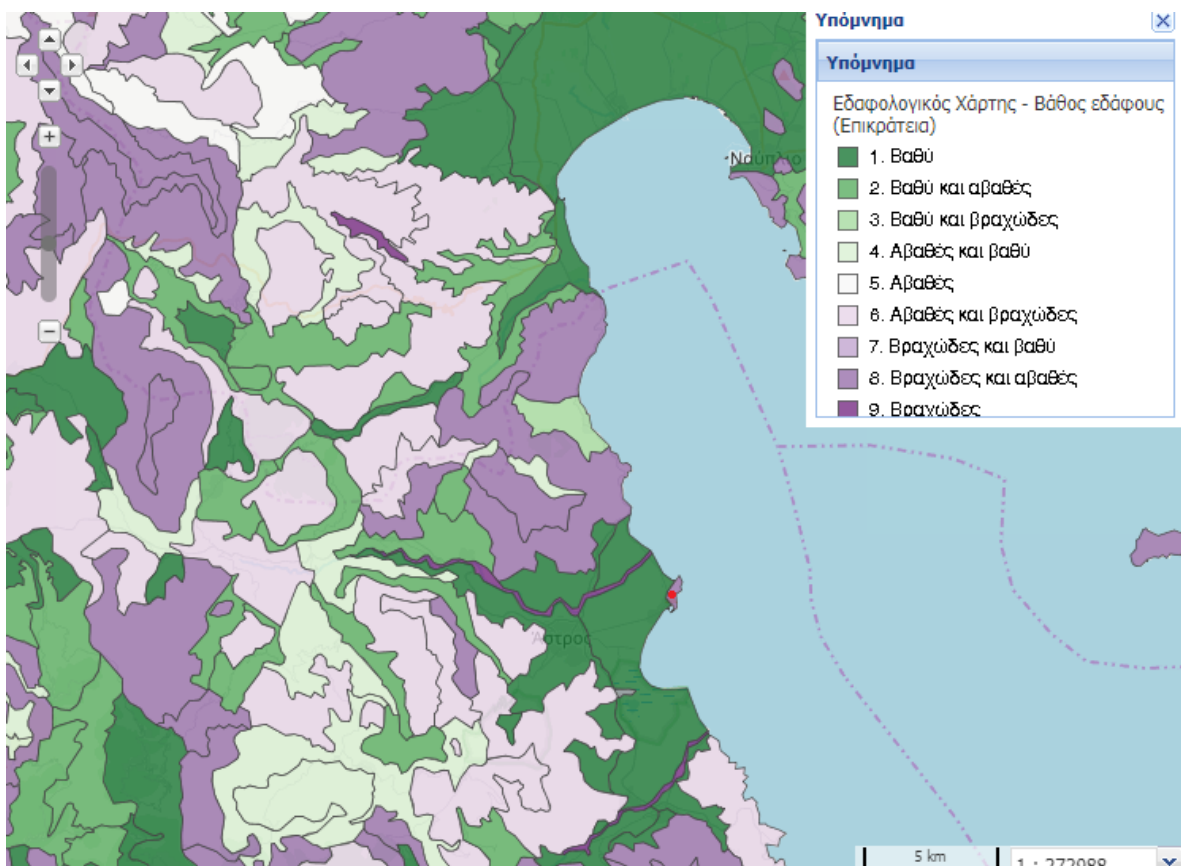 Υπόμνημα
Υπόμνημα
Εδαφολογικός Χάρτης - Βάθος εδάφους
(Επικράτεια)
1. Βαθύ
2. Βαθύ και αβαθές
3. Βαθύ και βραχώδες
4. Αβαθές και βαθύ
5. Αβαθές
6. Αβαθές και βραχώδες
7. Βραχώδες και βαθύ
8. Βραχώδες και αβαθές
9. Βραχώδες
Ναύπλιο
Άστρος
5 km
1 : 272988